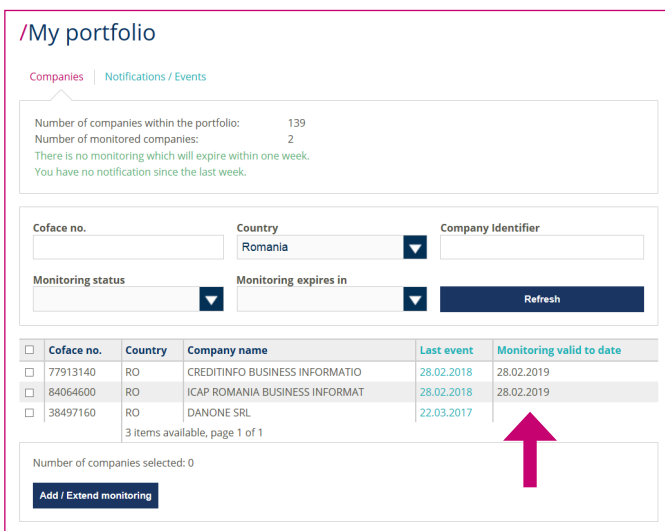 /My portfolio
Companies Notifications / Events
Number of companies within the portfolio: 139
Number of monitored companies: 2
There is no monitoring which will expire within one week.
You have no notification since the last week.
Coface no. Country Company Identifier
Romania
Monitoring status Monitoring expires in
Refresh
Coface no. Country Company name Last event Monitoring valid to date
77913140 RO CREDITINFO BUSINESS INFORMATIO 28.02.2018 28.02.2019
84064600 RO ICAP ROMANIA BUSINESS INFORMAT 28.02.2018 28.02.2019
38497160 RO DANONE SRL 22.03.2017
3 items available, page 1 of 1
Number of companies selected: 0
Add / Extend monitoring